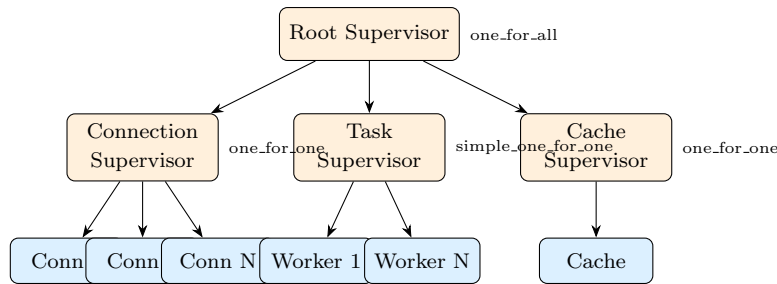 Root Supervisor
one_for_all
Connection
Supervisor
one_for_one
Task
Supervisor
simple_one_for_one
Cache
Supervisor
one_for_one
Conn
Conn
Conn N
Worker 1
Worker N
Cache